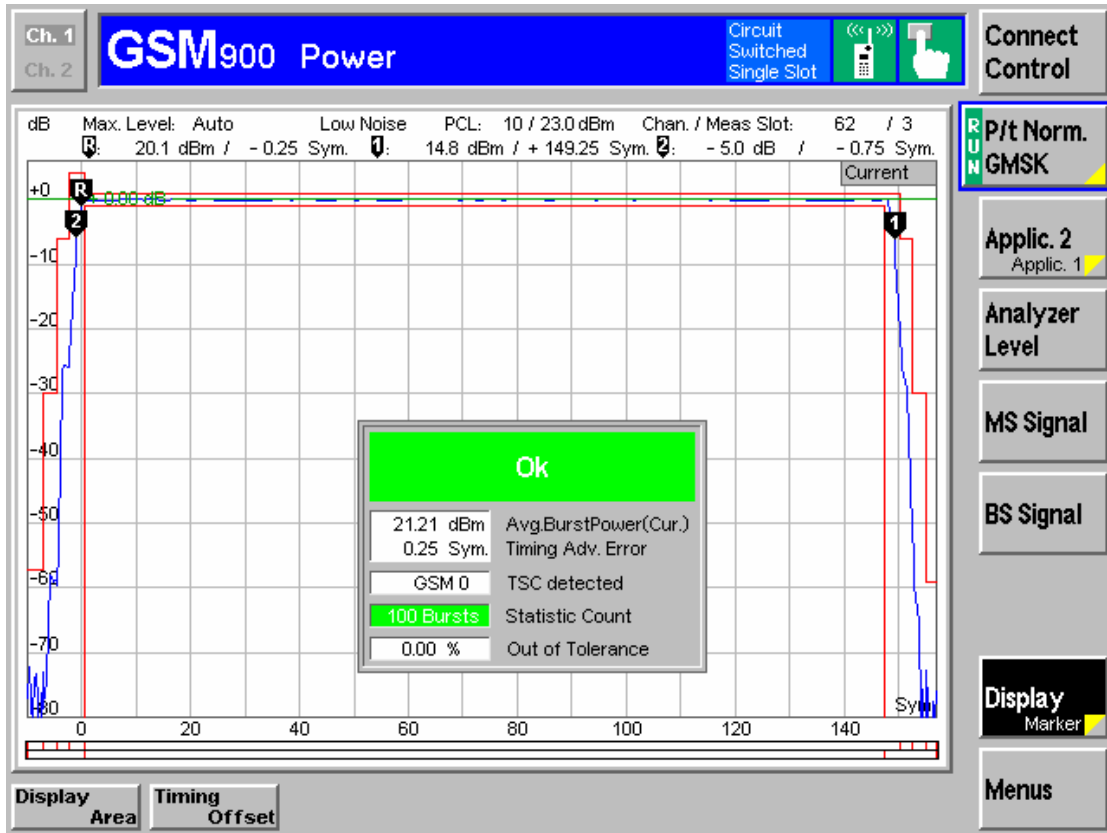 Ch. 1
Ch. 2
GSM900 Power
Circuit
Switched
Single Slot
Connect
Control
dB Max. Level: Auto Low Noise PCL: 10 / 23.0 dBm Chan. / Meas Slot: 62 / 3
R: 20.1 dBm / - 0.25 Sym. 1: 14.8 dBm / + 149.25 Sym. 2: - 5.0 dB / - 0.75 Sym.
Current
RUN
P/t Norm.
GMSK
+0
R
+ 0.00 dB
2
1
-10
-20
-30
-40
-50
-60
-70
-80
Sym
0 20 40 60 80 100 120 140
Ok
21.21 dBm Avg.BurstPower(Cur.)
0.25 Sym. Timing Adv. Error
GSM 0 TSC detected
100 Bursts Statistic Count
0.00 % Out of Tolerance
Applic. 2
Applic. 1
Analyzer
Level
MS Signal
BS Signal
Display
Marker
Menus
Display
Area
Timing
Offset